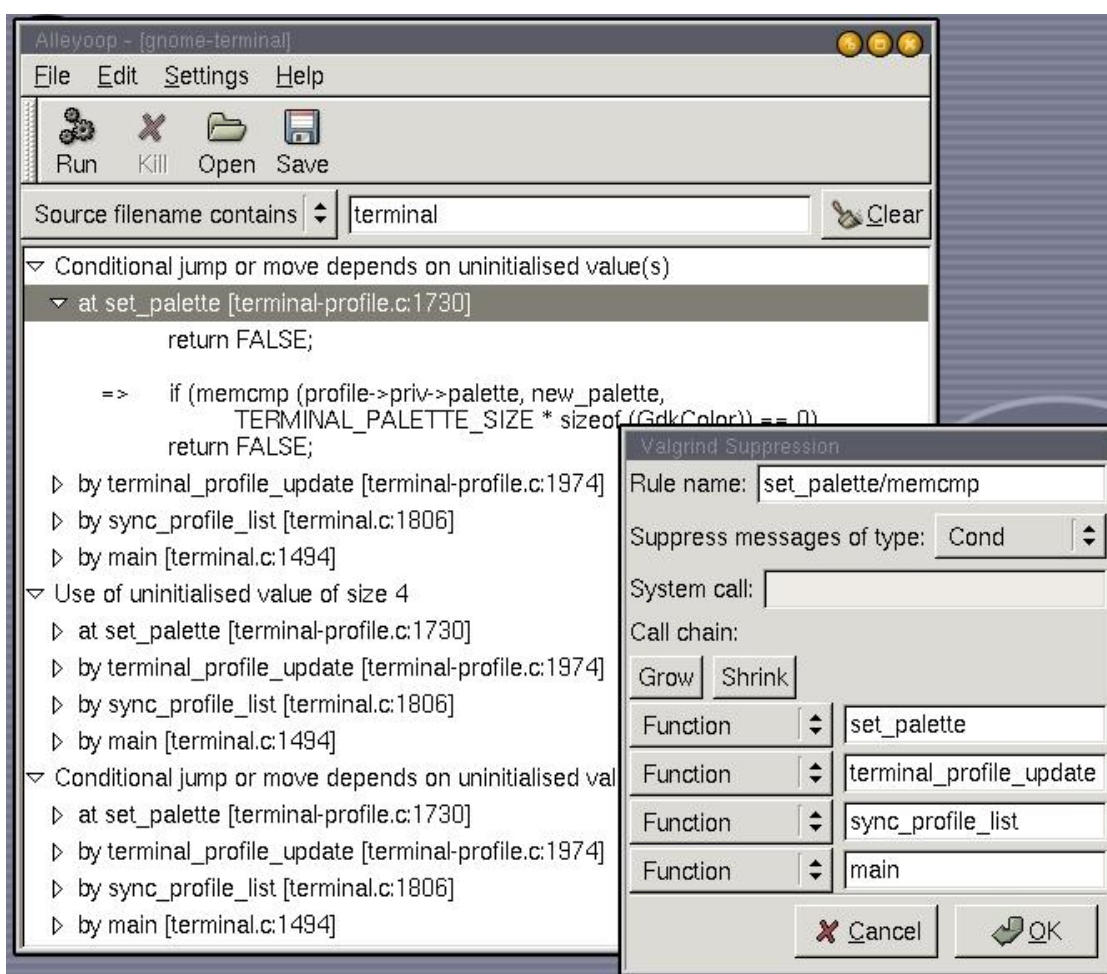 Alleyoop - [gnome-terminal]
File Edit Settings Help
Run Kill Open Save
Source filename contains terminal Clear
Conditional jump or move depends on uninitialised value(s)
at set_palette [terminal-profile.c:1730]
return FALSE;
=> if (memcmp (profile->priv->palette, new_palette,
TERMINAL_PALETTE_SIZE * sizeof (GdkColor)) == 0)
return FALSE;
by terminal_profile_update [terminal-profile.c:1974]
by sync_profile_list [terminal.c:1806]
by main [terminal.c:1494]
Use of uninitialised value of size 4
at set_palette [terminal-profile.c:1730]
by terminal_profile_update [terminal-profile.c:1974]
by sync_profile_list [terminal.c:1806]
by main [terminal.c:1494]
Conditional jump or move depends on uninitialised val
at set_palette [terminal-profile.c:1730]
by terminal_profile_update [terminal-profile.c:1974]
by sync_profile_list [terminal.c:1806]
by main [terminal.c:1494]
Valgrind Suppression
Rule name: set_palette/memcmp
Suppress messages of type: Cond
System call:
Call chain:
Grow Shrink
Function set_palette
Function terminal_profile_update
Function sync_profile_list
Function main
Cancel OK